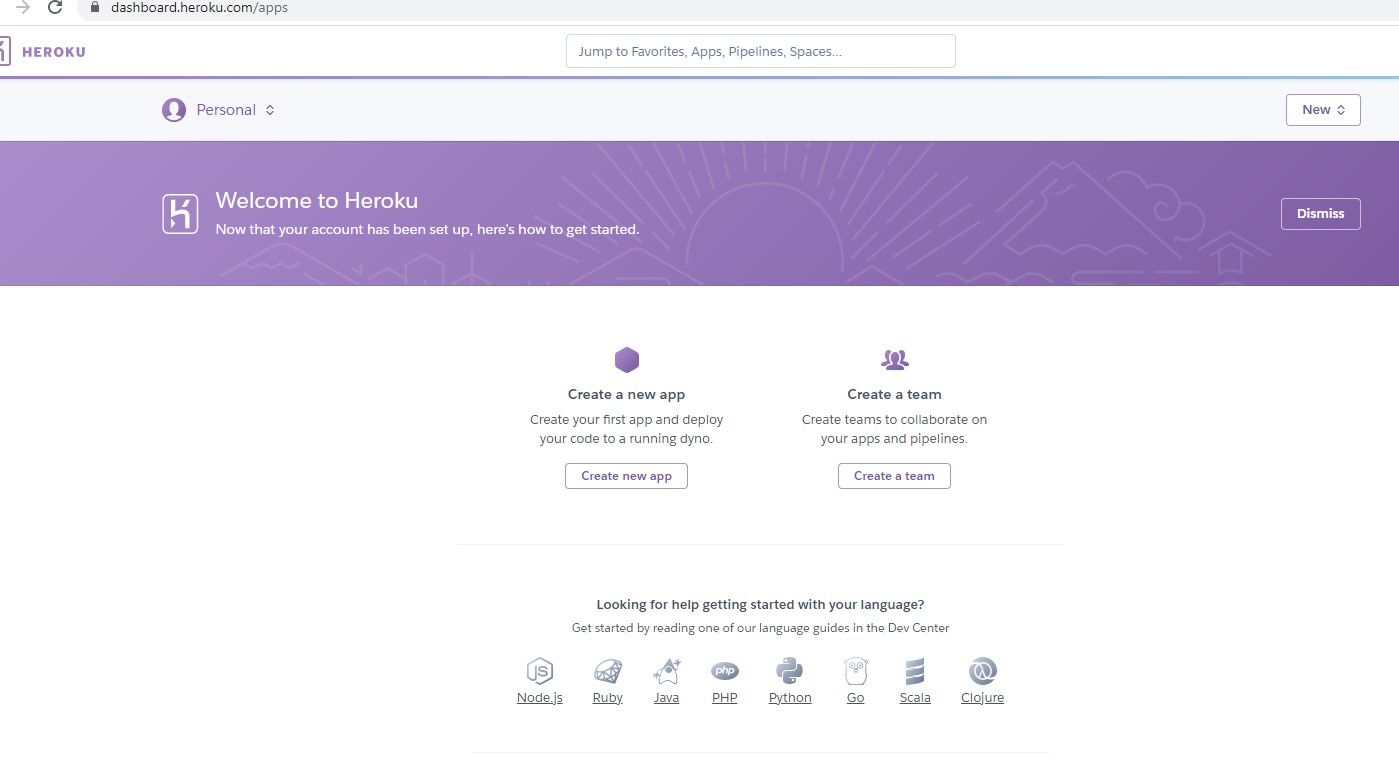 dashboard.heroku.com/apps
HEROKU
Jump to Favorites, Apps, Pipelines, Spaces...
Personal
New
Welcome to Heroku
Now that your account has been set up, here's how to get started.
Dismiss
Create a new app
Create your first app and deploy
your code to a running dyno.
Create new app
Create a team
Create teams to collaborate on
your apps and pipelines.
Create a team
Looking for help getting started with your language?
Get started by reading one of our language guides in the Dev Center
JS
php
Node.js Ruby Java PHP Python Go Scala Clojure